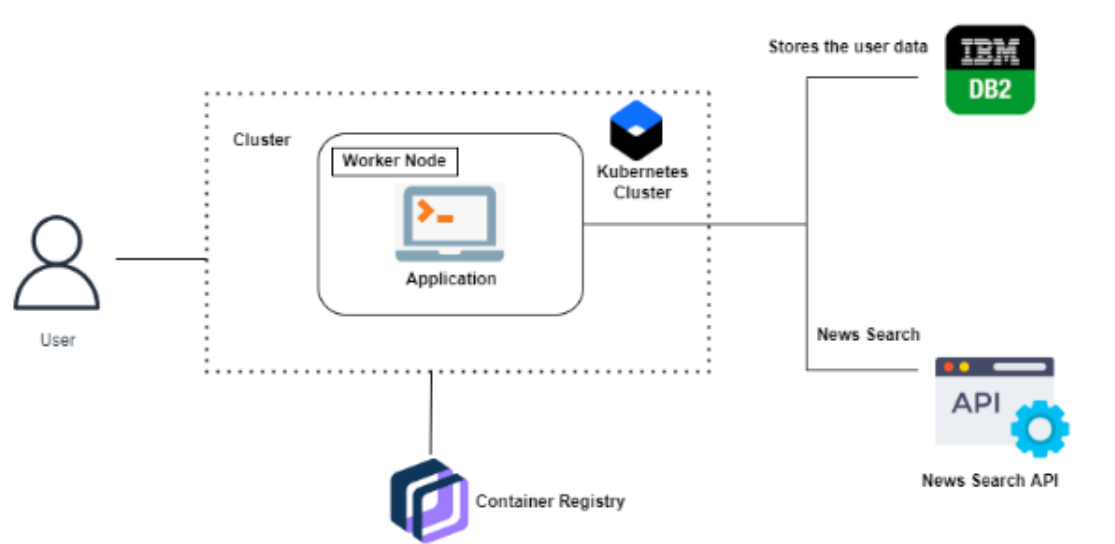 Stores the user data
IBM
DB2
Cluster
Worker Node
Kubernetes
Cluster
Application
User
News Search
API
News Search API
Container Registry